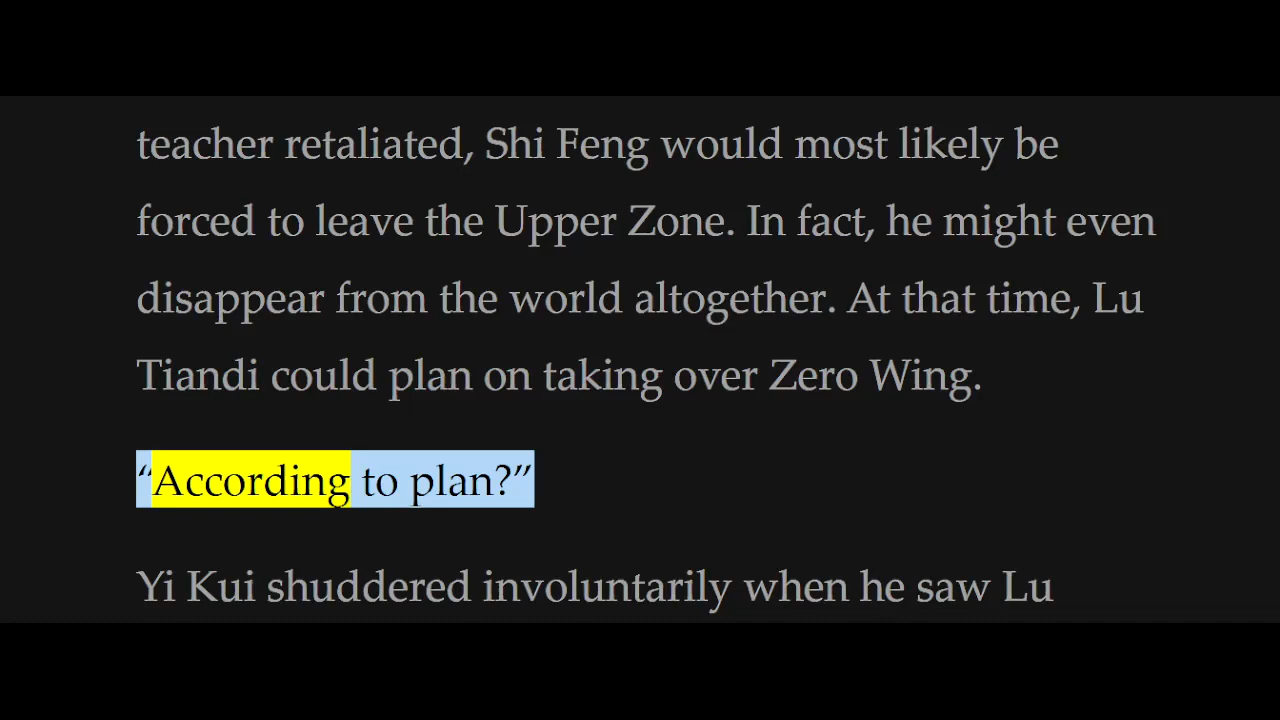 teacher retaliated, Shi Feng would most likely be
forced to leave the Upper Zone. In fact, he might even
disappear from the world altogether. At that time, Lu
Tiandi could plan on taking over Zero Wing.
“According to plan?”
Yi Kui shuddered involuntarily when he saw Lu